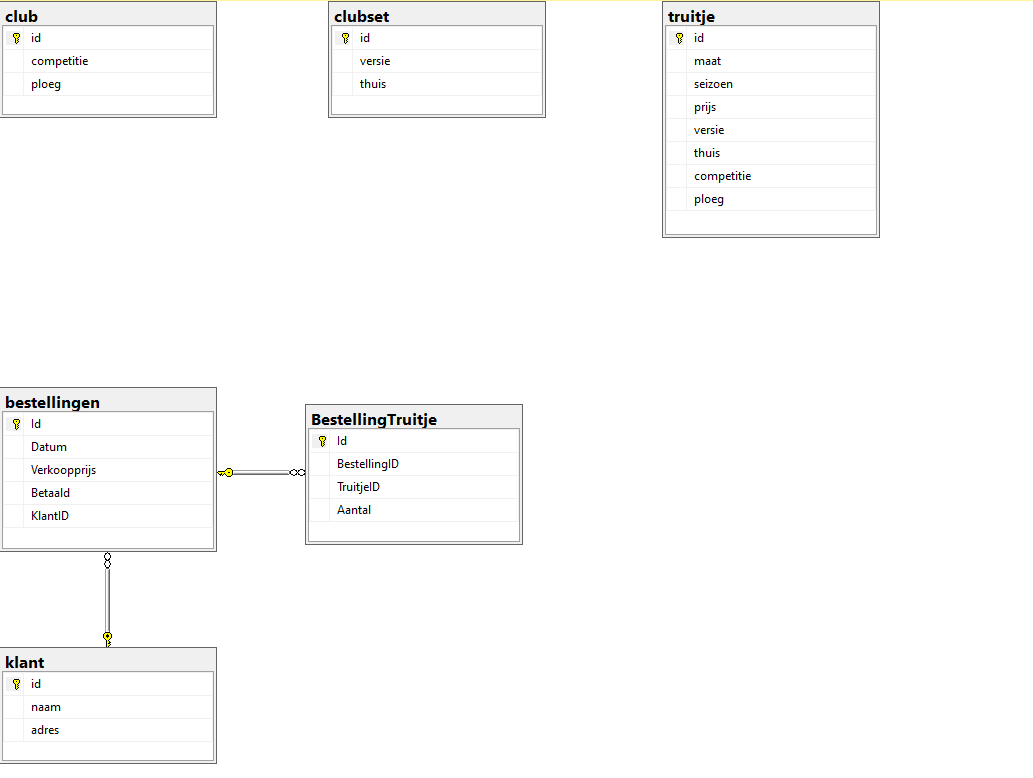 club
id
competitie
ploeg
clubset
id
versie
thuis
truitje
id
maat
seizoen
prijs
versie
thuis
competitie
ploeg
bestellingen
Id
Datum
Verkoopprijs
Betaald
KlantID
BestellingTruitje
Id
BestellingID
TruitjeID
Aantal
klant
id
naam
adres